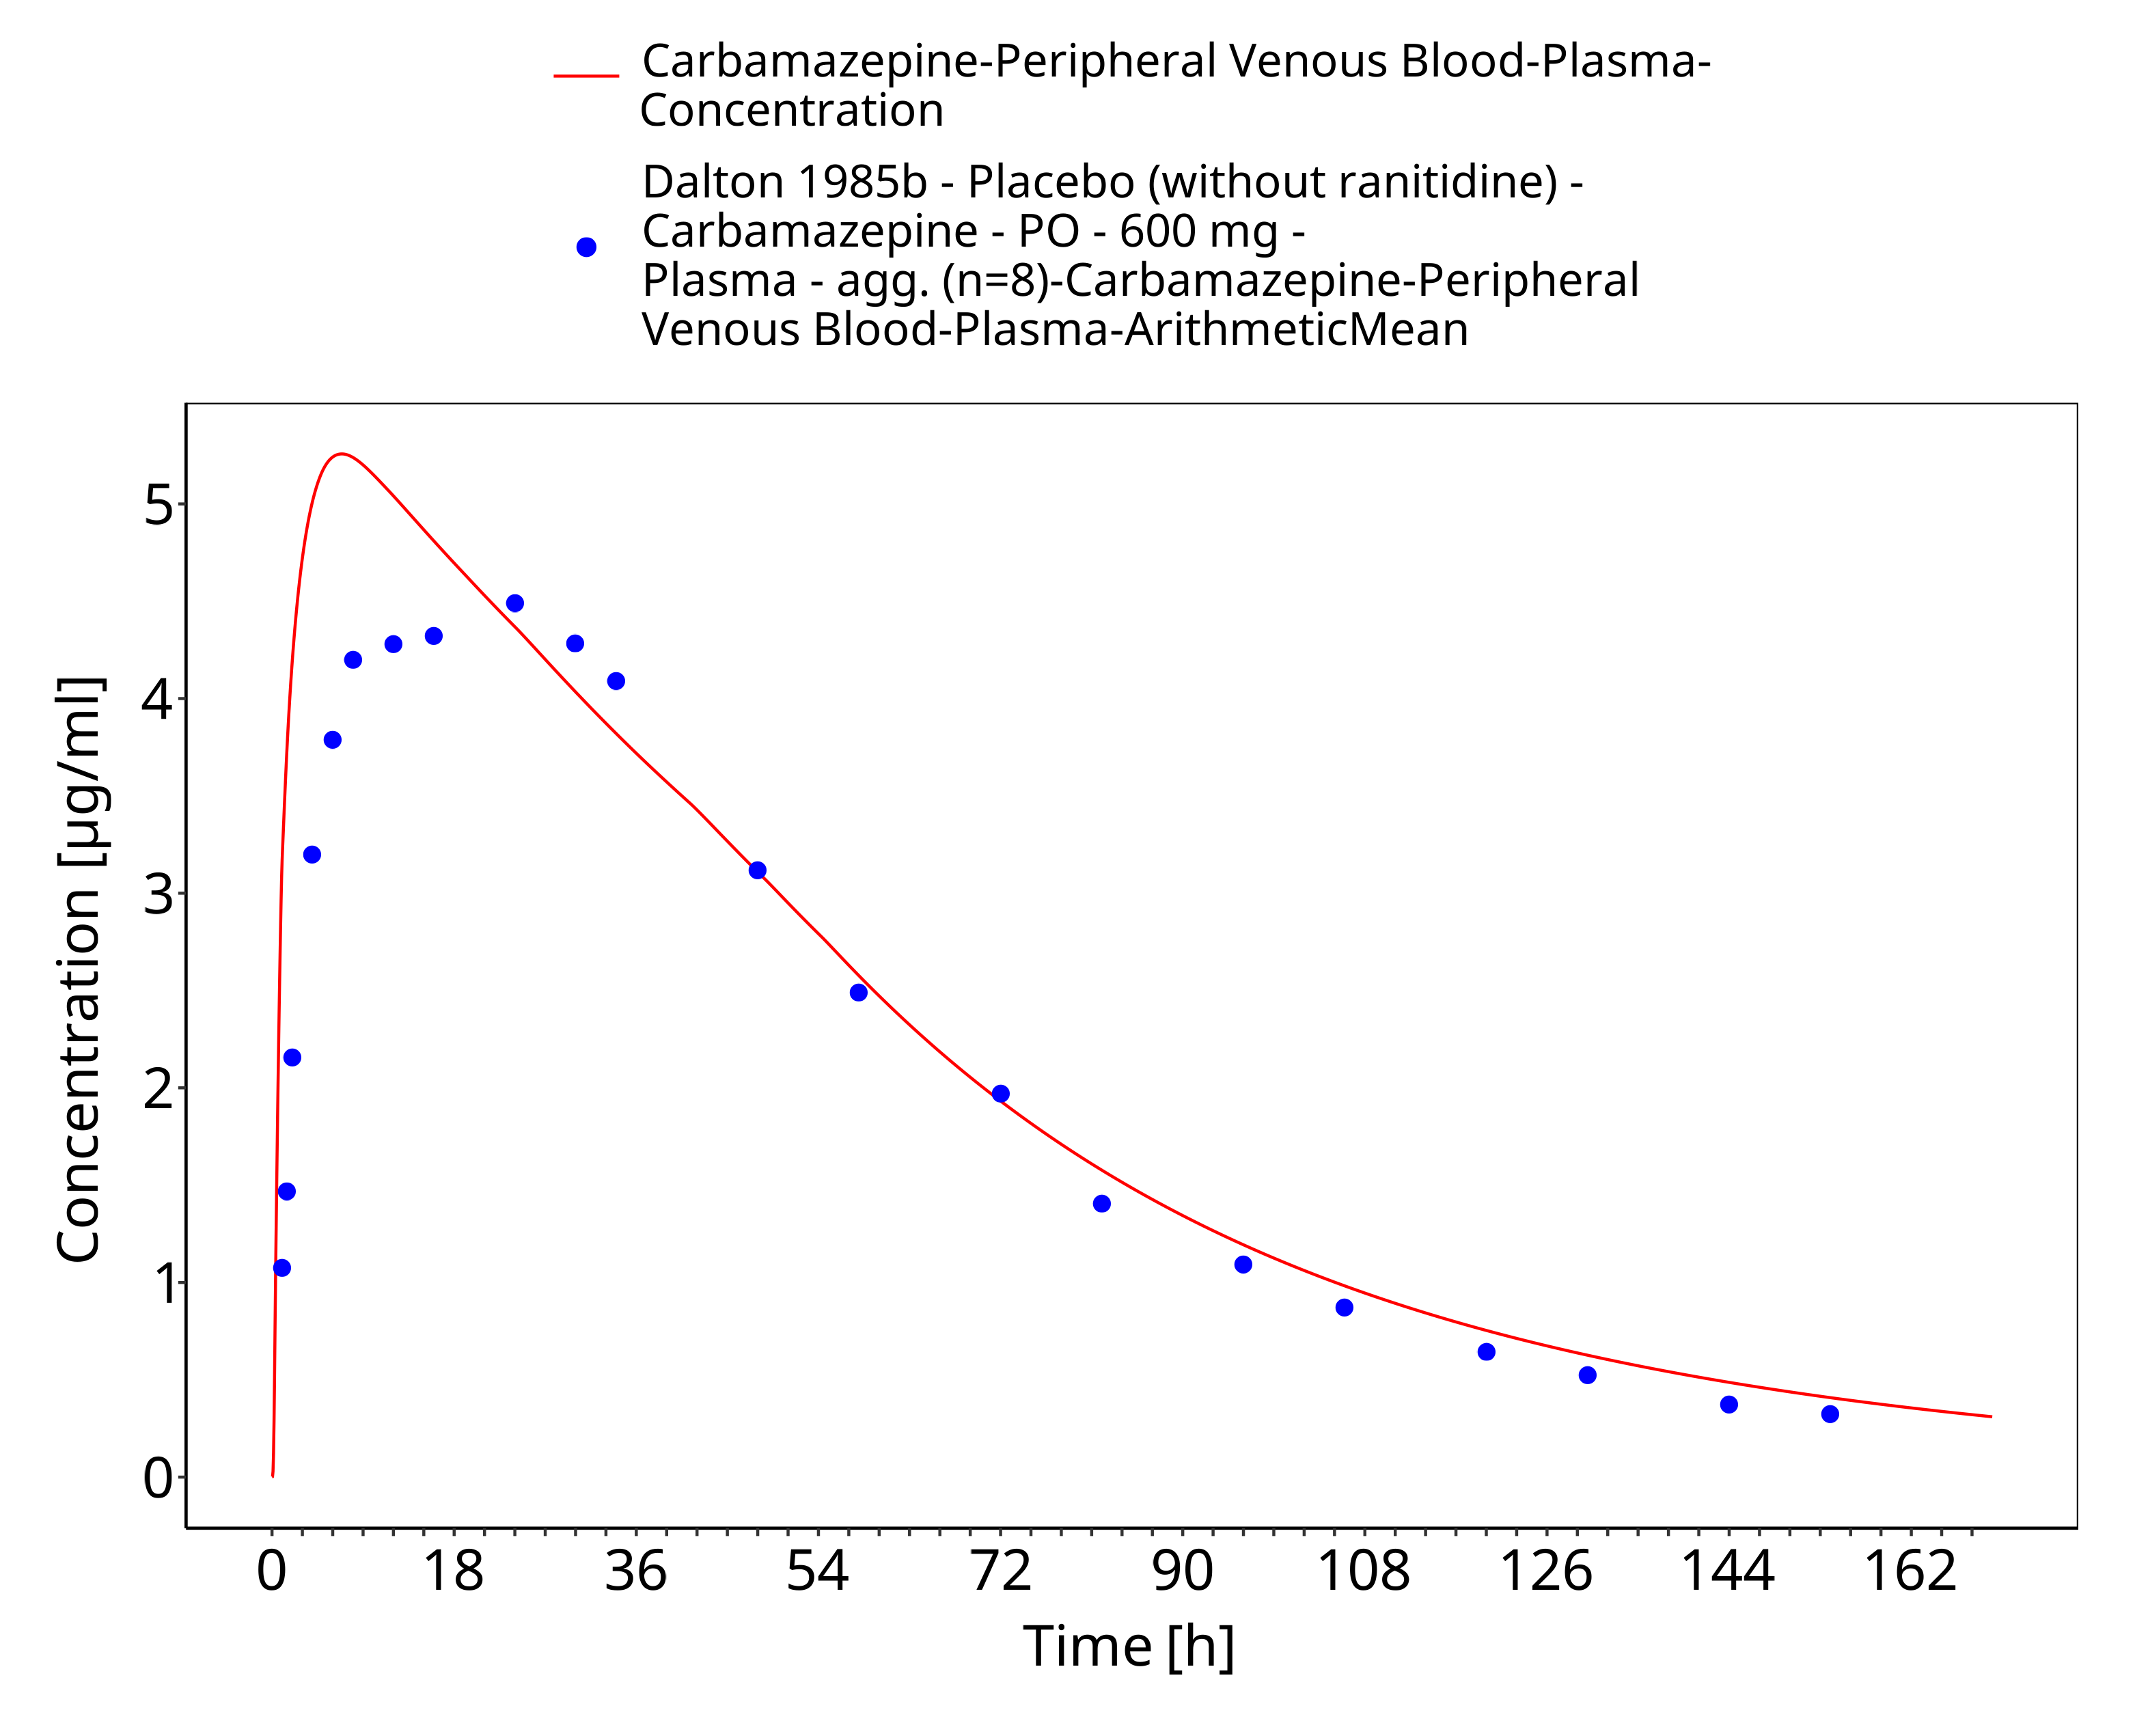 Carbamazepine-Peripheral Venous Blood-Plasma-
Concentration
Dalton 1985b - Placebo (without ranitidine) -
Carbamazepine - PO - 600 mg -
Plasma - agg. (n=8)-Carbamazepine-Peripheral
Venous Blood-Plasma-ArithmeticMean
Concentration [µg/ml]
5
4
3
2
1
0
0 18 36 54 72 90 108 126 144 162
Time [h]